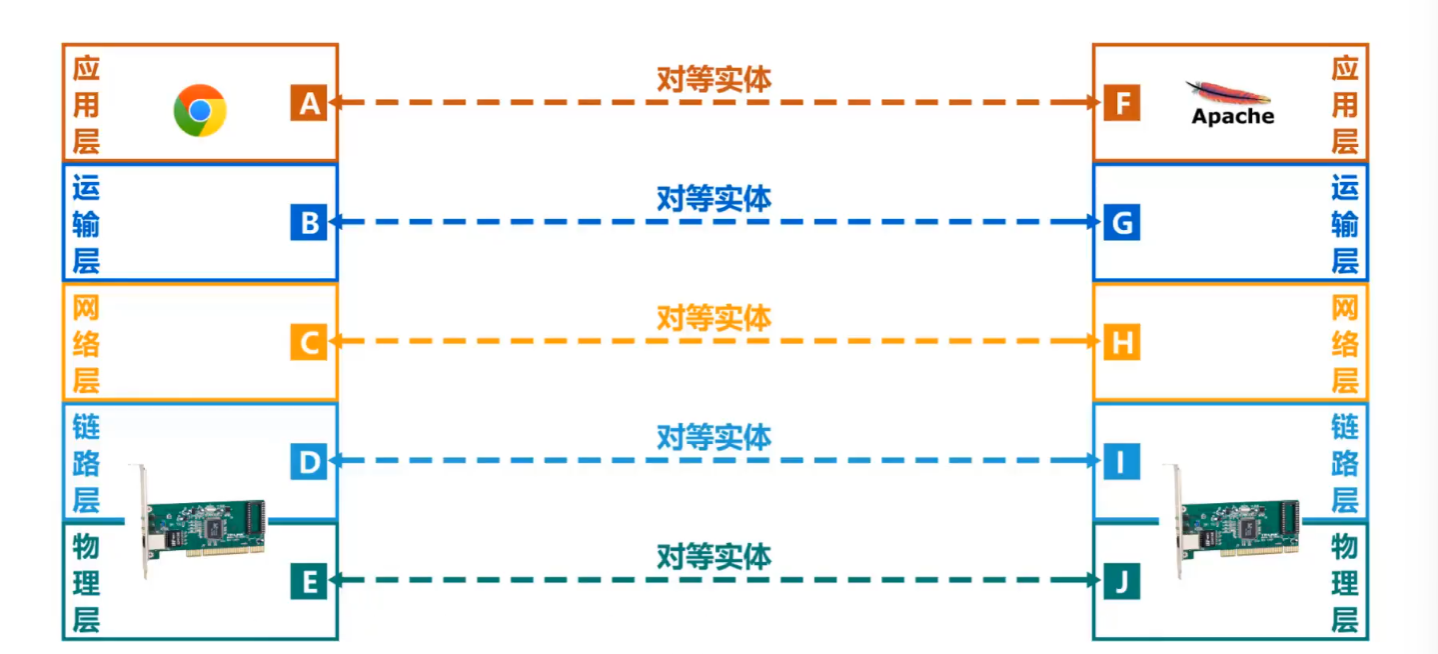 应用层
A
对等实体
F
Apache
应用层
运输层
B
对等实体
G
运输层
网络层
C
对等实体
H
网络层
链路层
D
对等实体
I
链路层
物理层
E
对等实体
J
物理层